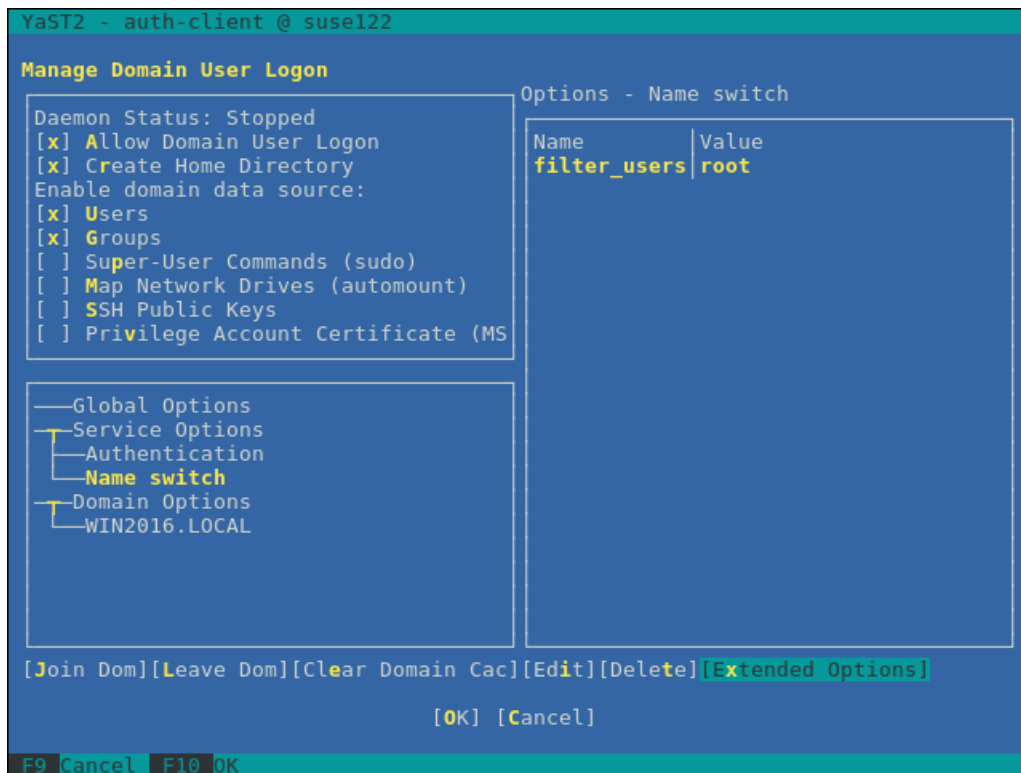 YaST2 - auth-client @ suse122
Manage Domain User Logon
Daemon Status: Stopped
[x] Allow Domain User Logon
[x] Create Home Directory
Enable domain data source:
[x] Users
[x] Groups
[ ] Super-User Commands (sudo)
[ ] Map Network Drives (automount)
[ ] SSH Public Keys
[ ] Privilege Account Certificate (MS
Global Options
Service Options
Authentication
Name switch
Domain Options
WIN2016.LOCAL
Options - Name switch
Name Value
filter_users root
[Join Dom][Leave Dom][Clear Domain Cac][Edit][Delete][Extended Options]
[OK] [Cancel]
F9 Cancel F10 OK